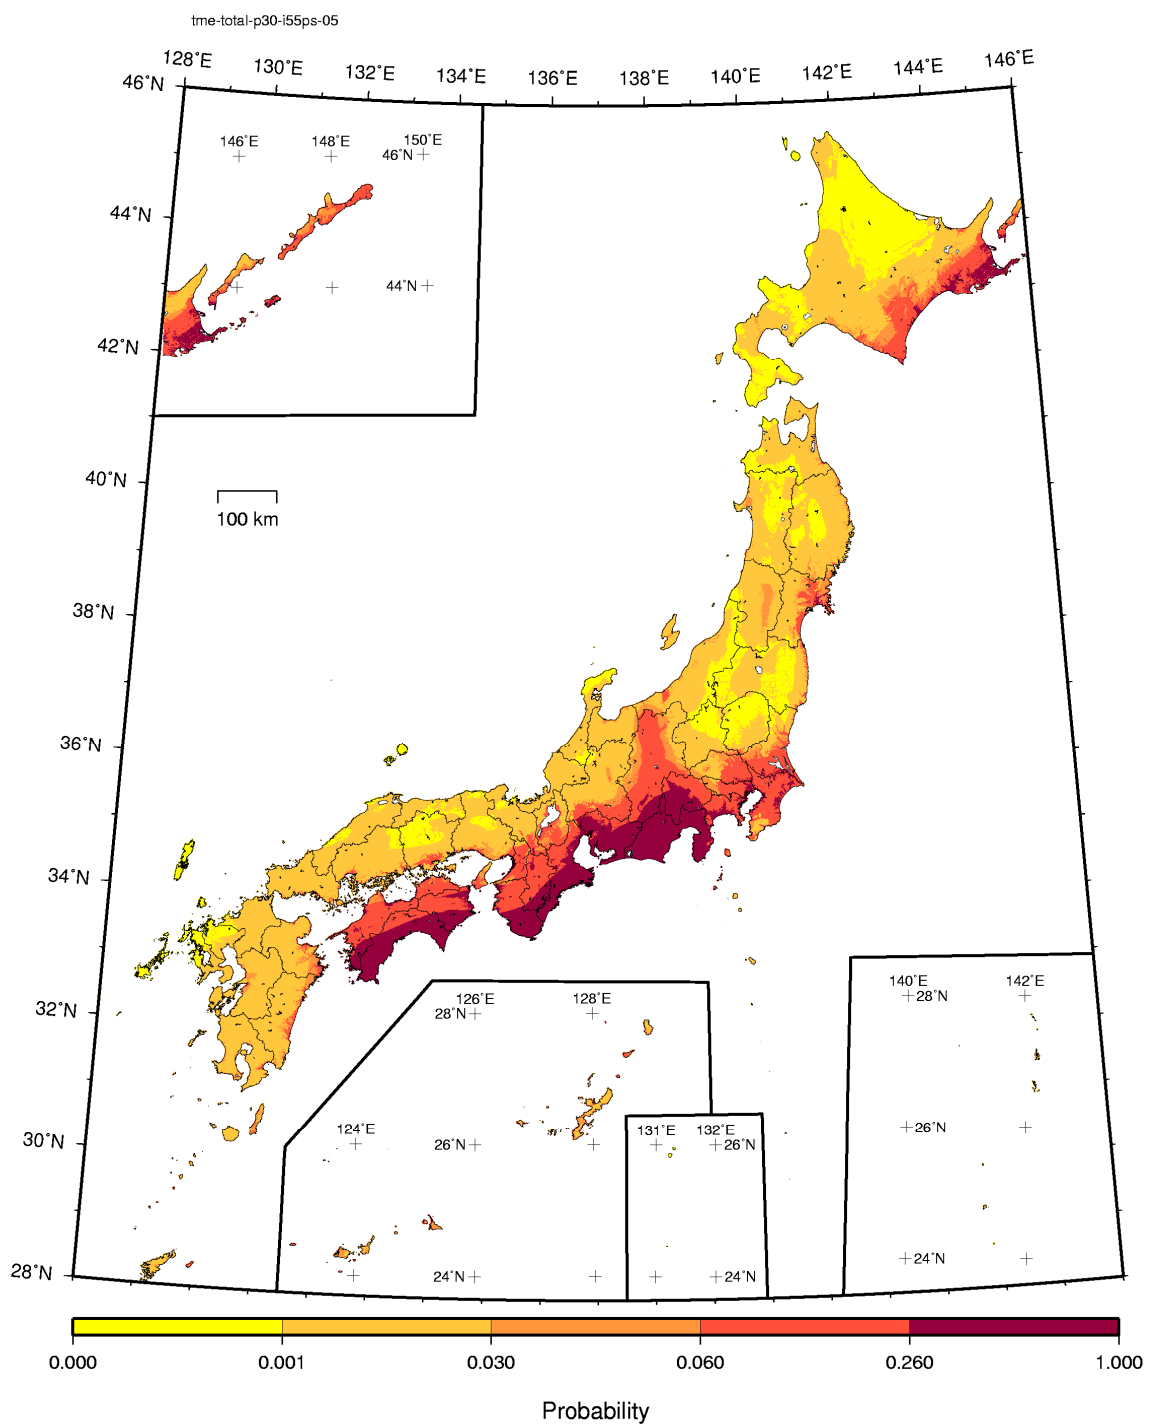 tme-total-p30-i55ps-05
128˚E 130˚E 132˚E 134˚E 136˚E 138˚E 140˚E 142˚E 144˚E 146˚E
46˚N
146˚E 148˚E 150˚E
46˚N
44˚N
44˚N
42˚N
40˚N
100 km
38˚N
36˚N
34˚N
32˚N
126˚E 128˚E
28˚N
140˚E 142˚E
28˚N
30˚N
124˚E
26˚N
131˚E 132˚E
26˚N
26˚N
24˚N
28˚N
24˚N
24˚N
0.000 0.001 0.030 0.060 0.260 1.000
Probability